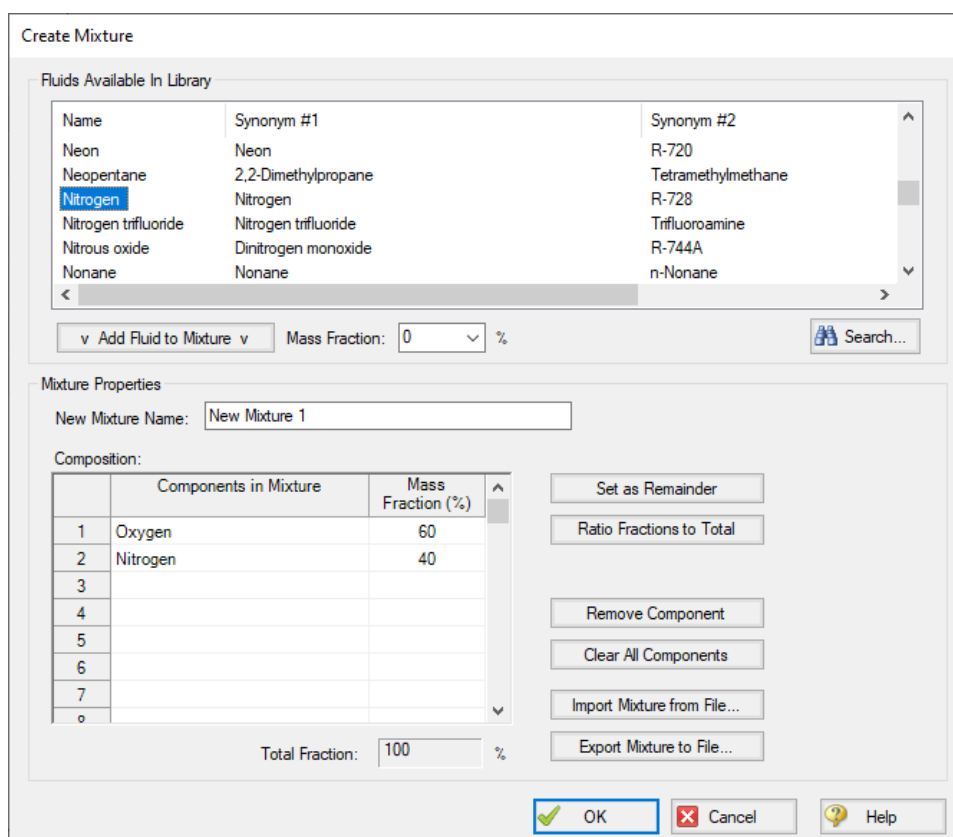 Create Mixture
Fluids Available In Library
Name Synonym #1 Synonym #2
Neon Neon R-720
Neopentane 2,2-Dimethylpropane Tetramethylmethane
Nitrogen Nitrogen R-728
Nitrogen trifluoride Nitrogen trifluoride Trifluoroamine
Nitrous oxide Dinitrogen monoxide R-744A
Nonane Nonane n-Nonane
v Add Fluid to Mixture v Mass Fraction: 0 % Search...
Mixture Properties
New Mixture Name: New Mixture 1
Composition:
Components in Mixture Mass
Fraction (%)
Set as Remainder
1 Oxygen 60 Ratio Fractions to Total
2 Nitrogen 40
3
4 Remove Component
5
6 Clear All Components
7 Import Mixture from File...
8
Total Fraction: 100 % Export Mixture to File...
OK Cancel Help